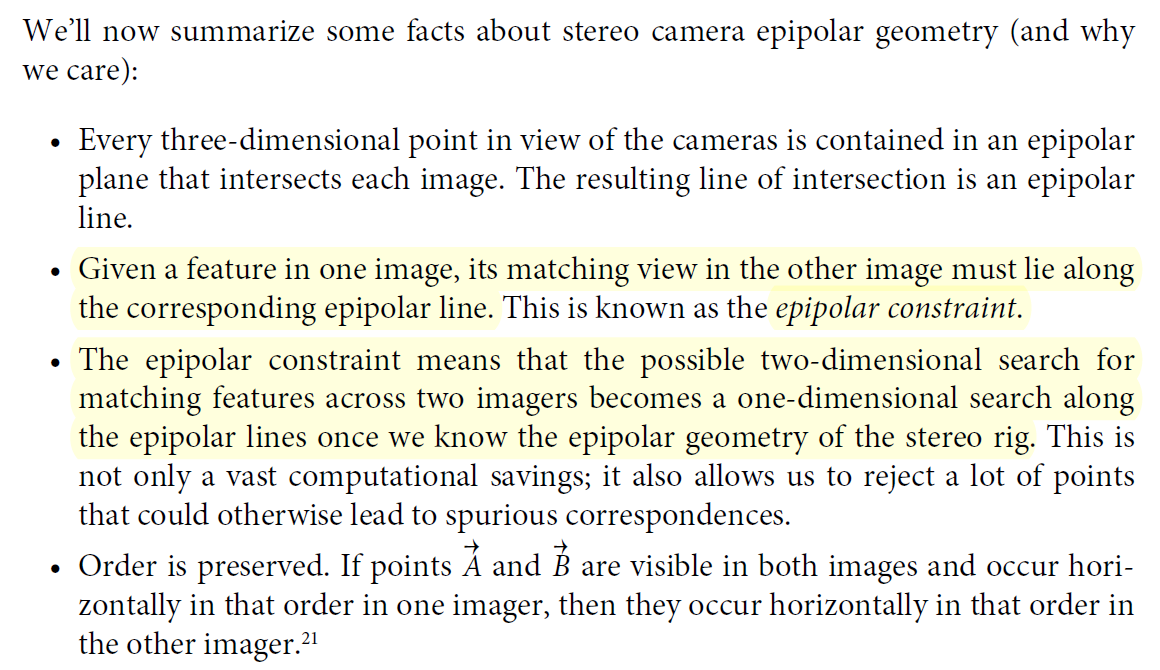 We’ll now summarize some facts about stereo camera epipolar geometry (and why
we care):
• Every three-dimensional point in view of the cameras is contained in an epipolar
plane that intersects each image. The resulting line of intersection is an epipolar
line.
• Given a feature in one image, its matching view in the other image must lie along
the corresponding epipolar line. This is known as the epipolar constraint.
• The epipolar constraint means that the possible two-dimensional search for
matching features across two imagers becomes a one-dimensional search along
the epipolar lines once we know the epipolar geometry of the stereo rig. This is
not only a vast computational savings; it also allows us to reject a lot of points
that could otherwise lead to spurious correspondences.
• Order is preserved. If points A⃗ and B⃗ are visible in both images and occur hori-
zontally in that order in one imager, then they occur horizontally in that order in
the other imager.²¹